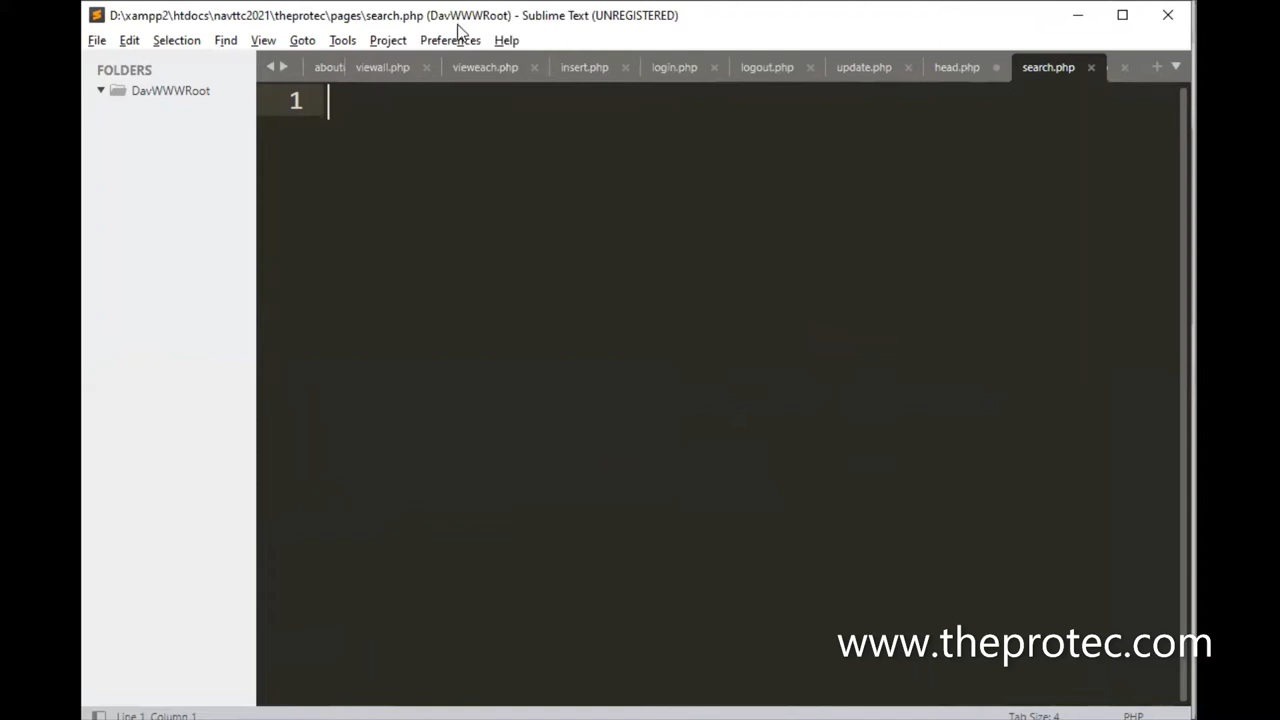 D:\xampp2\htdocs\navttc2021\theprotec\pages\search.php (DavWWWRoot) - Sublime Text (UNREGISTERED)
File Edit Selection Find View Goto Tools Project Preferences Help
FOLDERS
DavWWWRoot
about viewall.php vieweach.php insert.php login.php logout.php update.php head.php search.php
1
www.theprotec.com
Line 1, Column 1
Tab Size: 4
PHP